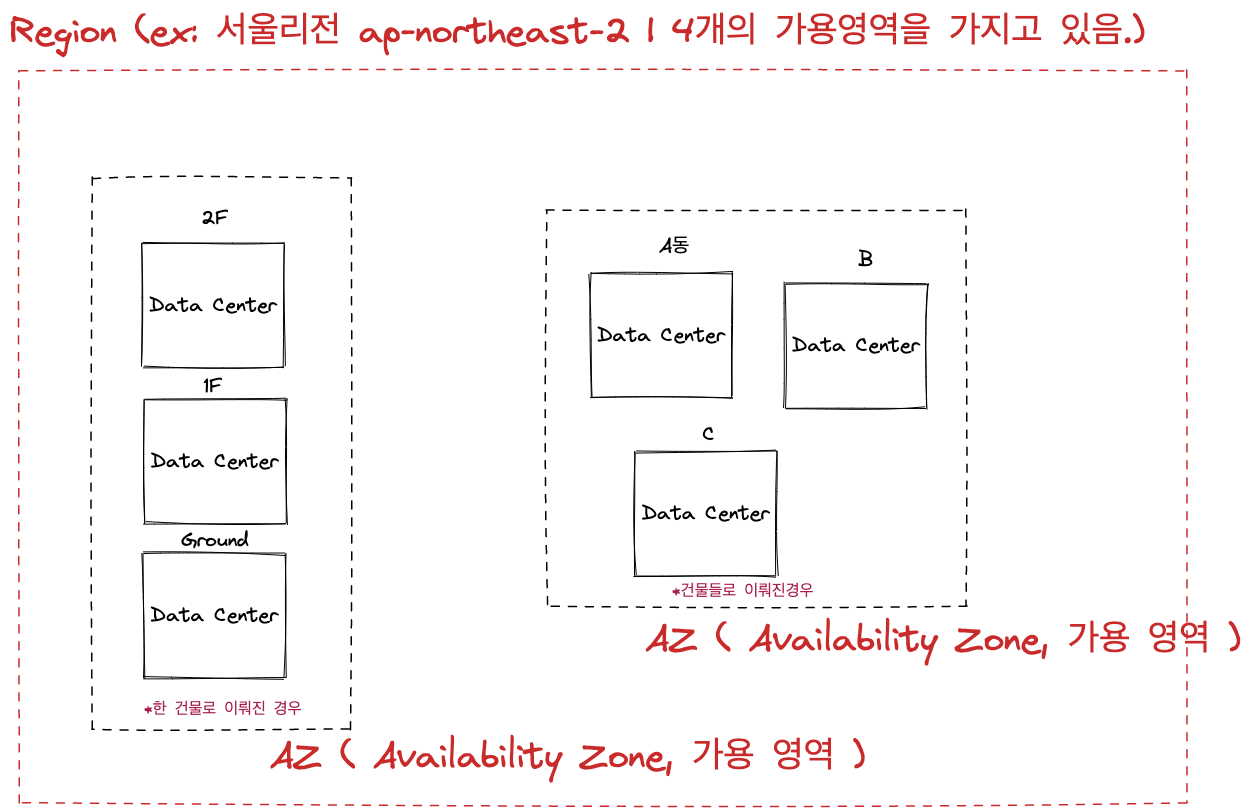 Region (ex: 서울리전 ap-northeast-2 | 4개의 가용영역을 가지고 있음.)
2F
Data Center
1F
Data Center
Ground
Data Center
*한 건물로 이뤄진 경우
AZ ( Availability Zone, 가용 영역 )
A동
Data Center
B
Data Center
C
Data Center
*건물들로 이뤄진경우
AZ ( Availability Zone, 가용 영역 )